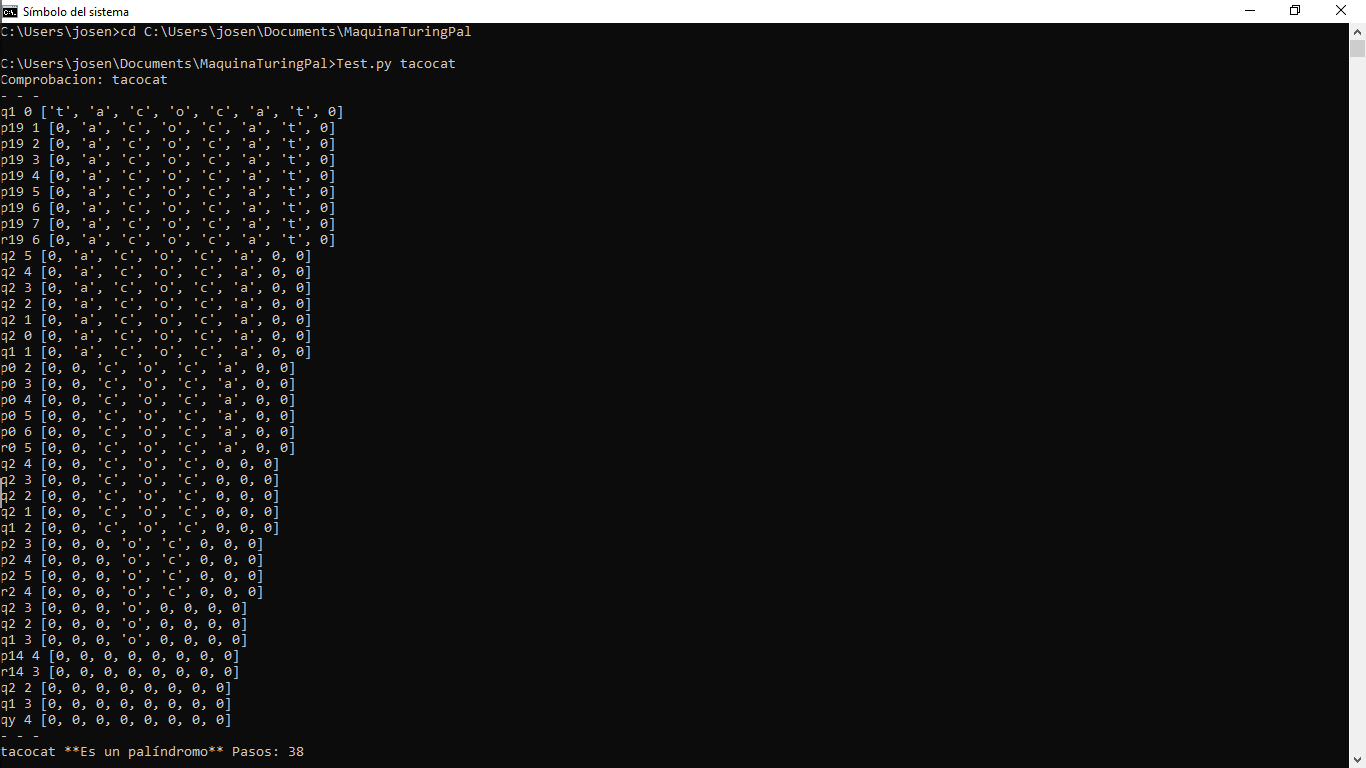 Símbolo del sistema
C:\Users\josen>cd C:\Users\josen\Documents\MaquinaTuringPal
C:\Users\josen\Documents\MaquinaTuringPal>Test.py tacocat
Comprobacion: tacocat
- - -
q1 0 ['t', 'a', 'c', 'o', 'c', 'a', 't', 0]
p19 1 [0, 'a', 'c', 'o', 'c', 'a', 't', 0]
p19 2 [0, 'a', 'c', 'o', 'c', 'a', 't', 0]
p19 3 [0, 'a', 'c', 'o', 'c', 'a', 't', 0]
p19 4 [0, 'a', 'c', 'o', 'c', 'a', 't', 0]
p19 5 [0, 'a', 'c', 'o', 'c', 'a', 't', 0]
p19 6 [0, 'a', 'c', 'o', 'c', 'a', 't', 0]
p19 7 [0, 'a', 'c', 'o', 'c', 'a', 't', 0]
r19 6 [0, 'a', 'c', 'o', 'c', 'a', 't', 0]
q2 5 [0, 'a', 'c', 'o', 'c', 'a', 0, 0]
q2 4 [0, 'a', 'c', 'o', 'c', 'a', 0, 0]
q2 3 [0, 'a', 'c', 'o', 'c', 'a', 0, 0]
q2 2 [0, 'a', 'c', 'o', 'c', 'a', 0, 0]
q2 1 [0, 'a', 'c', 'o', 'c', 'a', 0, 0]
q2 0 [0, 'a', 'c', 'o', 'c', 'a', 0, 0]
q1 1 [0, 'a', 'c', 'o', 'c', 'a', 0, 0]
p0 2 [0, 0, 'c', 'o', 'c', 'a', 0, 0]
p0 3 [0, 0, 'c', 'o', 'c', 'a', 0, 0]
p0 4 [0, 0, 'c', 'o', 'c', 'a', 0, 0]
p0 5 [0, 0, 'c', 'o', 'c', 'a', 0, 0]
p0 6 [0, 0, 'c', 'o', 'c', 'a', 0, 0]
r0 5 [0, 0, 'c', 'o', 'c', 'a', 0, 0]
q2 4 [0, 0, 'c', 'o', 'c', 0, 0, 0]
q2 3 [0, 0, 'c', 'o', 'c', 0, 0, 0]
q2 2 [0, 0, 'c', 'o', 'c', 0, 0, 0]
q2 1 [0, 0, 'c', 'o', 'c', 0, 0, 0]
q1 2 [0, 0, 'c', 'o', 'c', 0, 0, 0]
p2 3 [0, 0, 0, 'o', 'c', 0, 0, 0]
p2 4 [0, 0, 0, 'o', 'c', 0, 0, 0]
p2 5 [0, 0, 0, 'o', 'c', 0, 0, 0]
r2 4 [0, 0, 0, 'o', 'c', 0, 0, 0]
q2 3 [0, 0, 0, 'o', 0, 0, 0, 0]
q2 2 [0, 0, 0, 'o', 0, 0, 0, 0]
q1 3 [0, 0, 0, 'o', 0, 0, 0, 0]
p14 4 [0, 0, 0, 0, 0, 0, 0, 0]
r14 3 [0, 0, 0, 0, 0, 0, 0, 0]
q2 2 [0, 0, 0, 0, 0, 0, 0, 0]
q1 3 [0, 0, 0, 0, 0, 0, 0, 0]
qy 4 [0, 0, 0, 0, 0, 0, 0, 0]
- - -
tacocat **Es un palíndromo** Pasos: 38